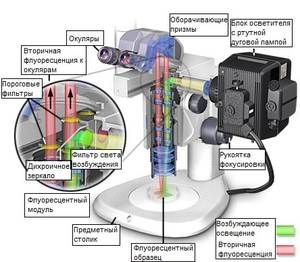 Окуляры
Оборачивающие
призмы
Блок осветителя
с ртутной
дуговой лампой
Вторичная
флуоресценция к
окулярам
Пороговые
фильтры
Дихроичное
зеркало
Фильтр света
возбуждения
Рукоятка
фокусировки
Флуоресцентный
модуль
Предметный
столик
Флуоресцентный
образец
Возбуждающее
освещение
Вторичная
флуоресценция